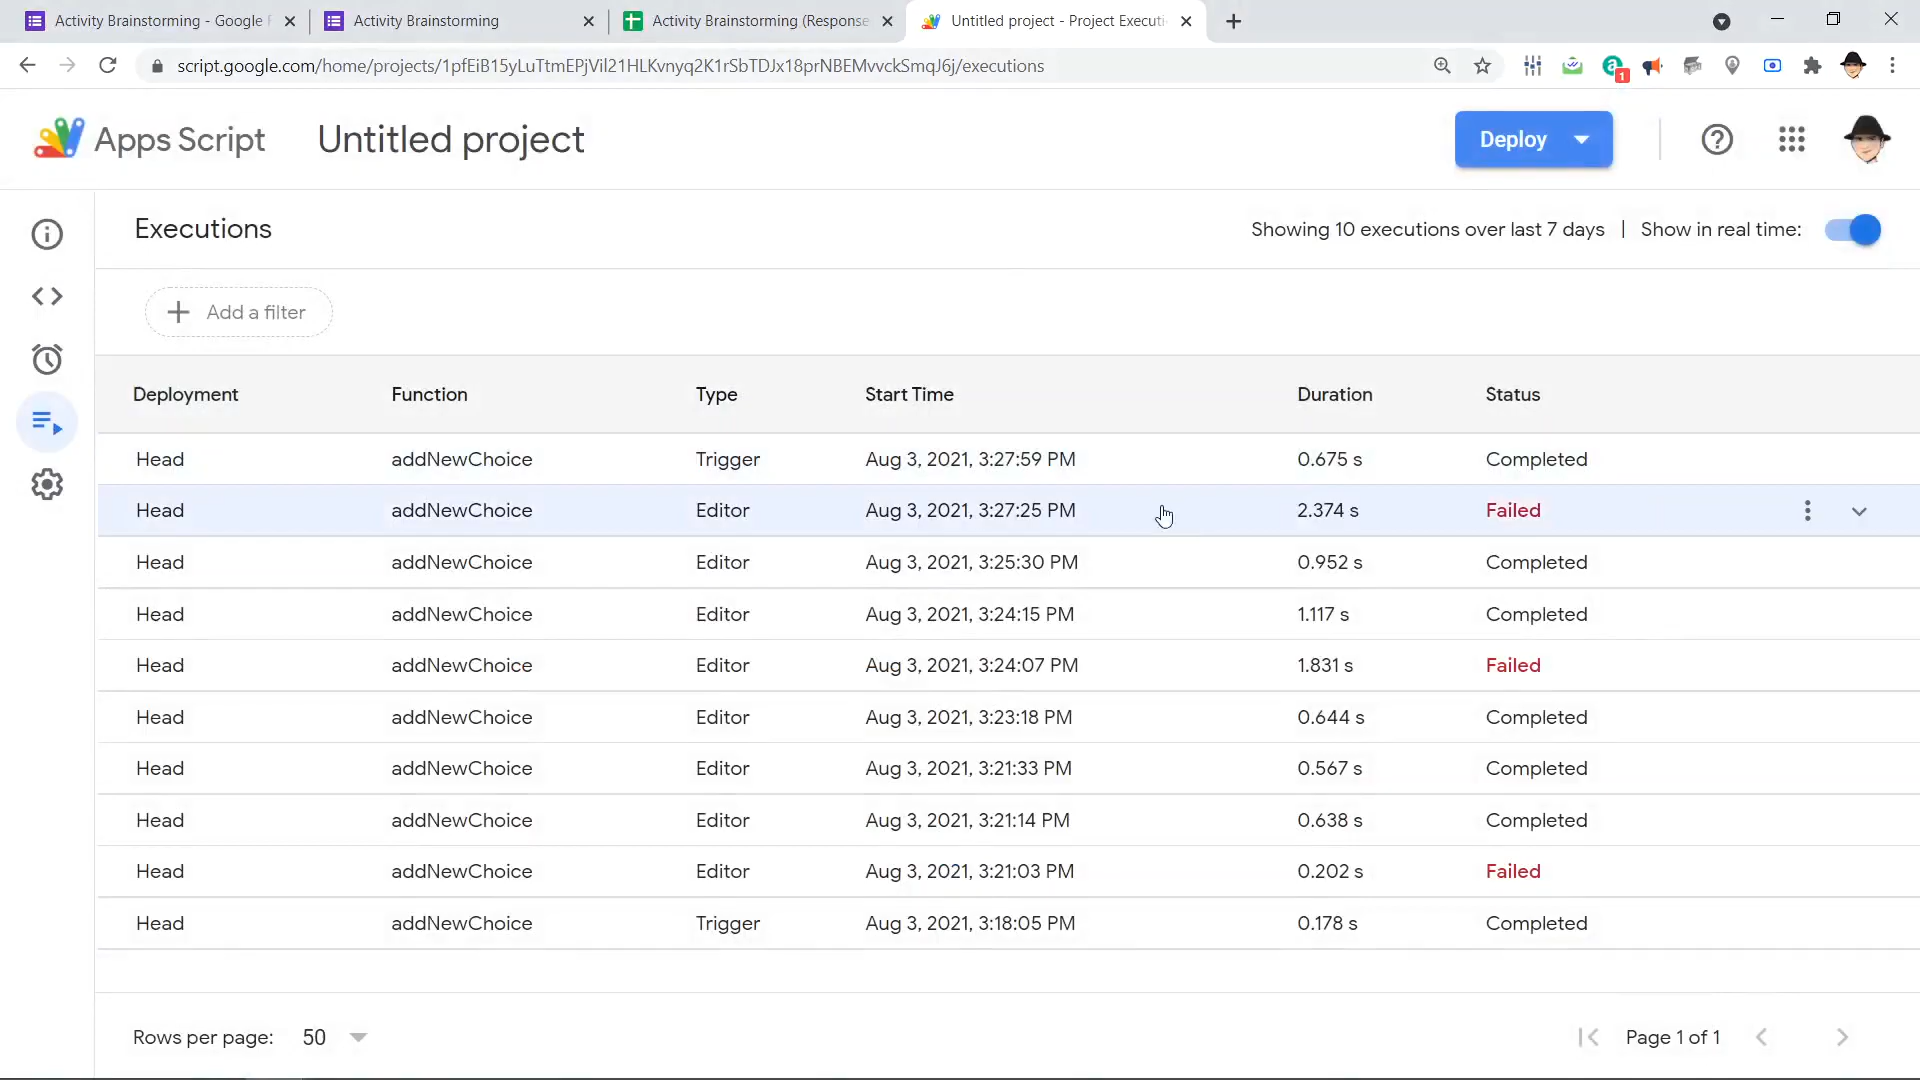 Activity Brainstorming - Google F
Activity Brainstorming
Activity Brainstorming (Response
Untitled project - Project Executi
script.google.com/home/projects/1pfEiB15yLuTtmEPjVil21HLKvnyq2K1rSbTDJx18prNBEMvvckSmqJ6j/executions
1
Apps Script
Untitled project
Deploy
Executions
Showing 10 executions over last 7 days | Show in real time:
Add a filter
Deployment Function Type Start Time Duration Status
Head addNewChoice Trigger Aug 3, 2021, 3:27:59 PM 0.675 s Completed
Head addNewChoice Editor Aug 3, 2021, 3:27:25 PM 2.374 s Failed
Head addNewChoice Editor Aug 3, 2021, 3:25:30 PM 0.952 s Completed
Head addNewChoice Editor Aug 3, 2021, 3:24:15 PM 1.117 s Completed
Head addNewChoice Editor Aug 3, 2021, 3:24:07 PM 1.831 s Failed
Head addNewChoice Editor Aug 3, 2021, 3:23:18 PM 0.644 s Completed
Head addNewChoice Editor Aug 3, 2021, 3:21:33 PM 0.567 s Completed
Head addNewChoice Editor Aug 3, 2021, 3:21:14 PM 0.638 s Completed
Head addNewChoice Editor Aug 3, 2021, 3:21:03 PM 0.202 s Failed
Head addNewChoice Trigger Aug 3, 2021, 3:18:05 PM 0.178 s Completed
Rows per page: 50
Page 1 of 1